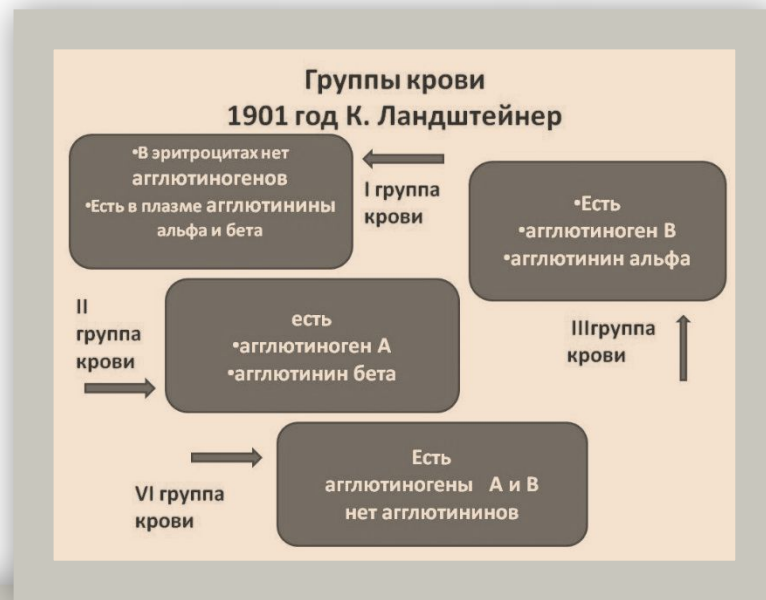 Группы крови
1901 год К. Ландштейнер
•В эритроцитах нет
агглютиногенов
•Есть в плазме агглютинины
альфа и бета
I группа
крови
•Есть
•агглютиноген В
•агглютинин альфа
II
группа
крови
есть
•агглютиноген А
•агглютинин бета
IIIгруппа
крови
VI группа
крови
Есть
агглютиногены А и В
нет агглютининов